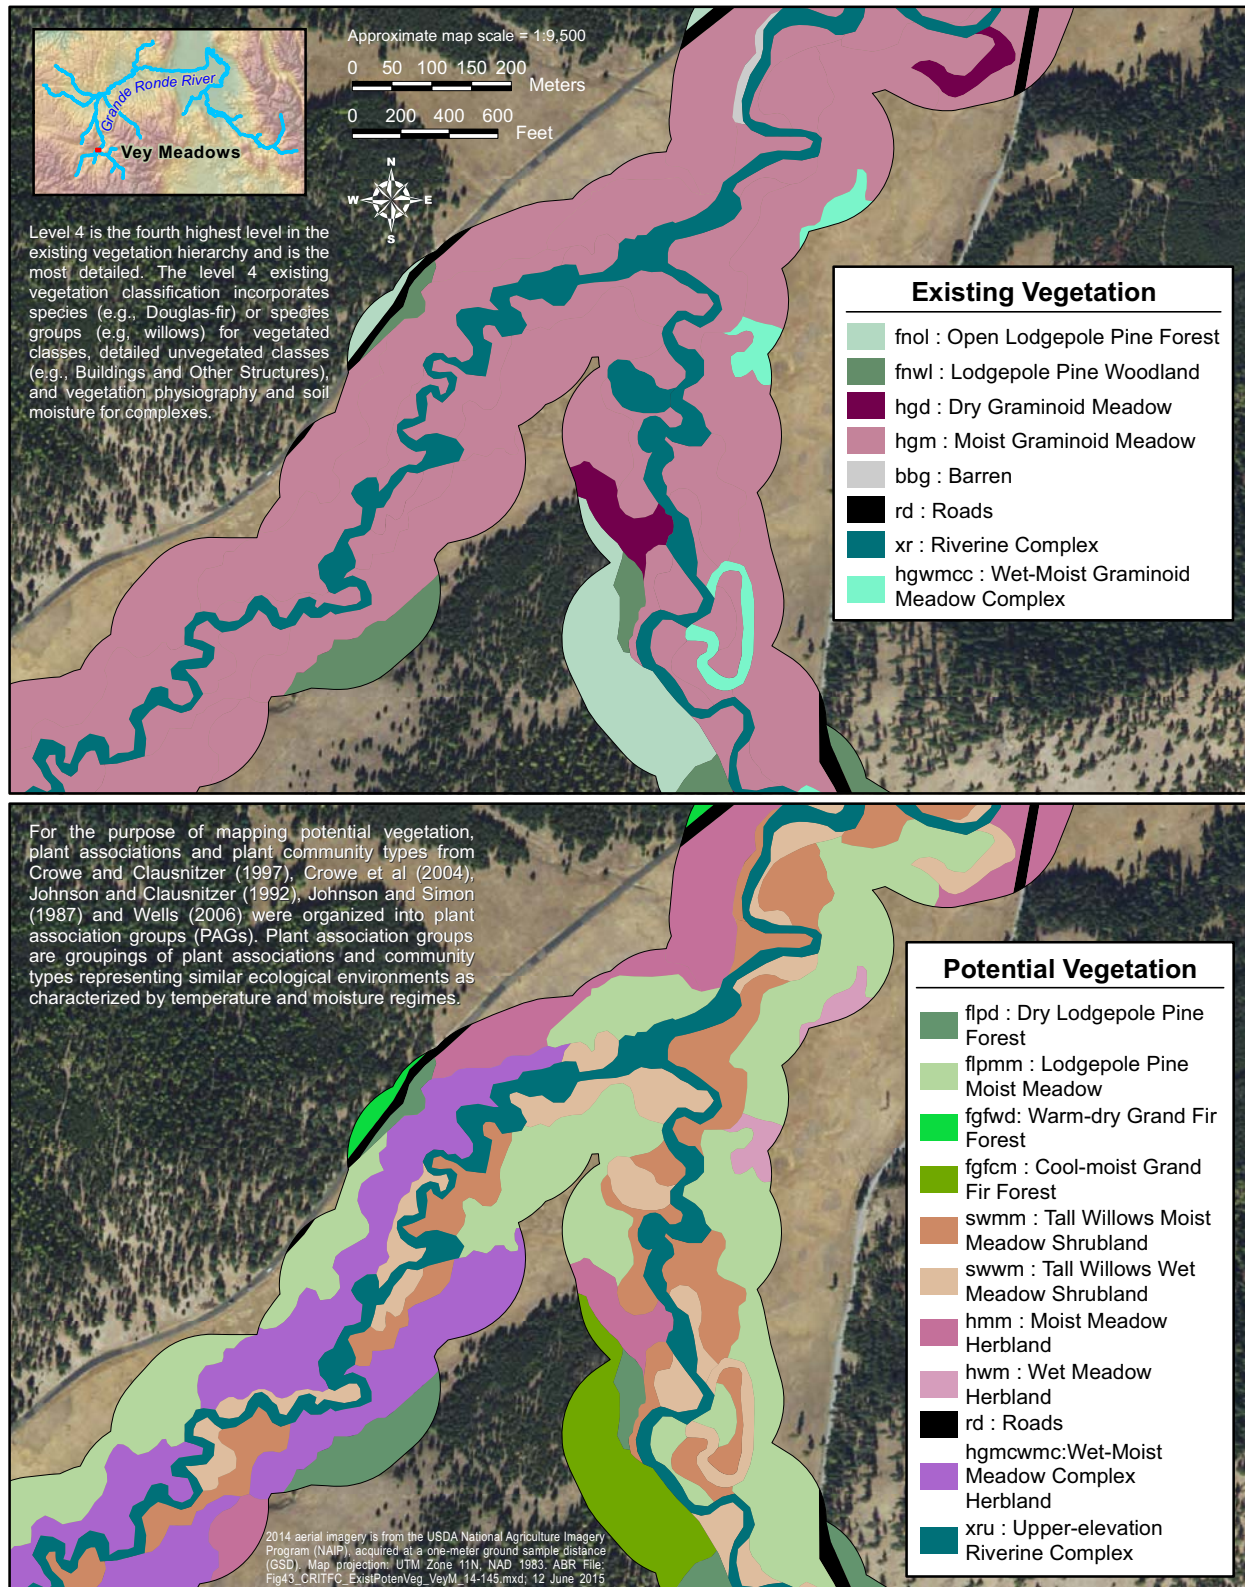 Grande Ronde River
Vey Meadows
Approximate map scale = 1:9,500
0 50 100 150 200
Meters
0 200 400 600
Feet
N
W E
S
Level 4 is the fourth highest level in the
existing vegetation hierarchy and is the
most detailed. The level 4 existing
vegetation classification incorporates
species (e.g., Douglas-fir) or species
groups (e.g, willows) for vegetated
classes, detailed unvegetated classes
(e.g., Buildings and Other Structures),
and vegetation physiography and soil
moisture for complexes.
Existing Vegetation
fnol : Open Lodgepole Pine Forest
fnwl : Lodgepole Pine Woodland
hgd : Dry Graminoid Meadow
hgm : Moist Graminoid Meadow
bbg : Barren
rd : Roads
xr : Riverine Complex
hgwmcc : Wet-Moist Graminoid
Meadow Complex
For the purpose of mapping potential vegetation,
plant associations and plant community types from
Crowe and Clausnitzer (1997), Crowe et al (2004),
Johnson and Clausnitzer (1992), Johnson and Simon
(1987) and Wells (2006) were organized into plant
association groups (PAGs). Plant association groups
are groupings of plant associations and community
types representing similar ecological environments as
characterized by temperature and moisture regimes.
Potential Vegetation
flpd : Dry Lodgepole Pine
Forest
flpmm : Lodgepole Pine
Moist Meadow
fgfwd: Warm-dry Grand Fir
Forest
fgfcm : Cool-moist Grand
Fir Forest
swmm : Tall Willows Moist
Meadow Shrubland
swwm : Tall Willows Wet
Meadow Shrubland
hmm : Moist Meadow
Herbland
hwm : Wet Meadow
Herbland
rd : Roads
hgmcwmc:Wet-Moist
Meadow Complex
Herbland
xru : Upper-elevation
Riverine Complex
2014 aerial imagery is from the USDA National Agriculture Imagery
Program (NAIP), acquired at a one-meter ground sample distance
(GSD). Map projection: UTM Zone 11N, NAD 1983. ABR File:
Fig43_CRITFC_ExistPotenVeg_VeyM_14-145.mxd; 12 June 2015